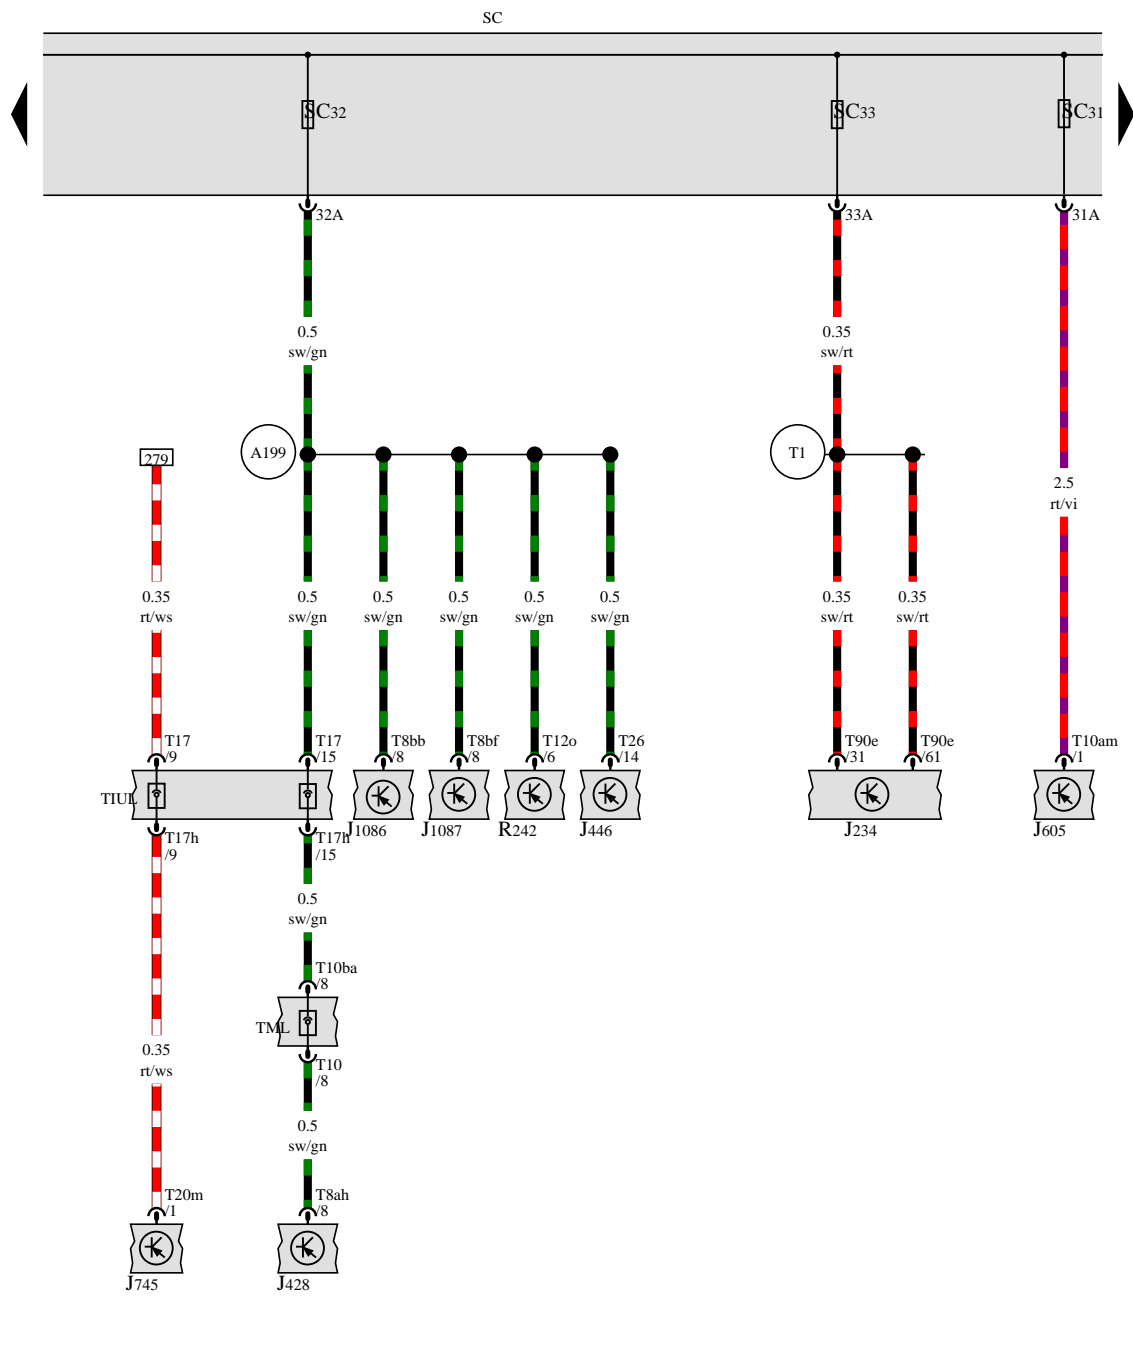 SC
SC32
SC33
SC31
32A
33A
31A
0.5
sw/gn
0.35
sw/rt
279
A199
T1
2.5
rt/vi
0.35
rt/ws
0.5
sw/gn
0.5
sw/gn
0.5
sw/gn
0.5
sw/gn
0.5
sw/gn
0.35
sw/rt
0.35
sw/rt
T17
/9
T17
/15
T8bb
/8
T8bf
/8
T12o
/6
T26
/14
T90e
/31
T90e
/61
T10am
/1
TIUL
J1086
J1087
R242
J446
J234
J605
T17h
/9
T17h
/15
0.5
sw/gn
T10ba
/8
TML
0.35
rt/ws
T10
/8
0.5
sw/gn
T20m
/1
T8ah
/8
J745
J428